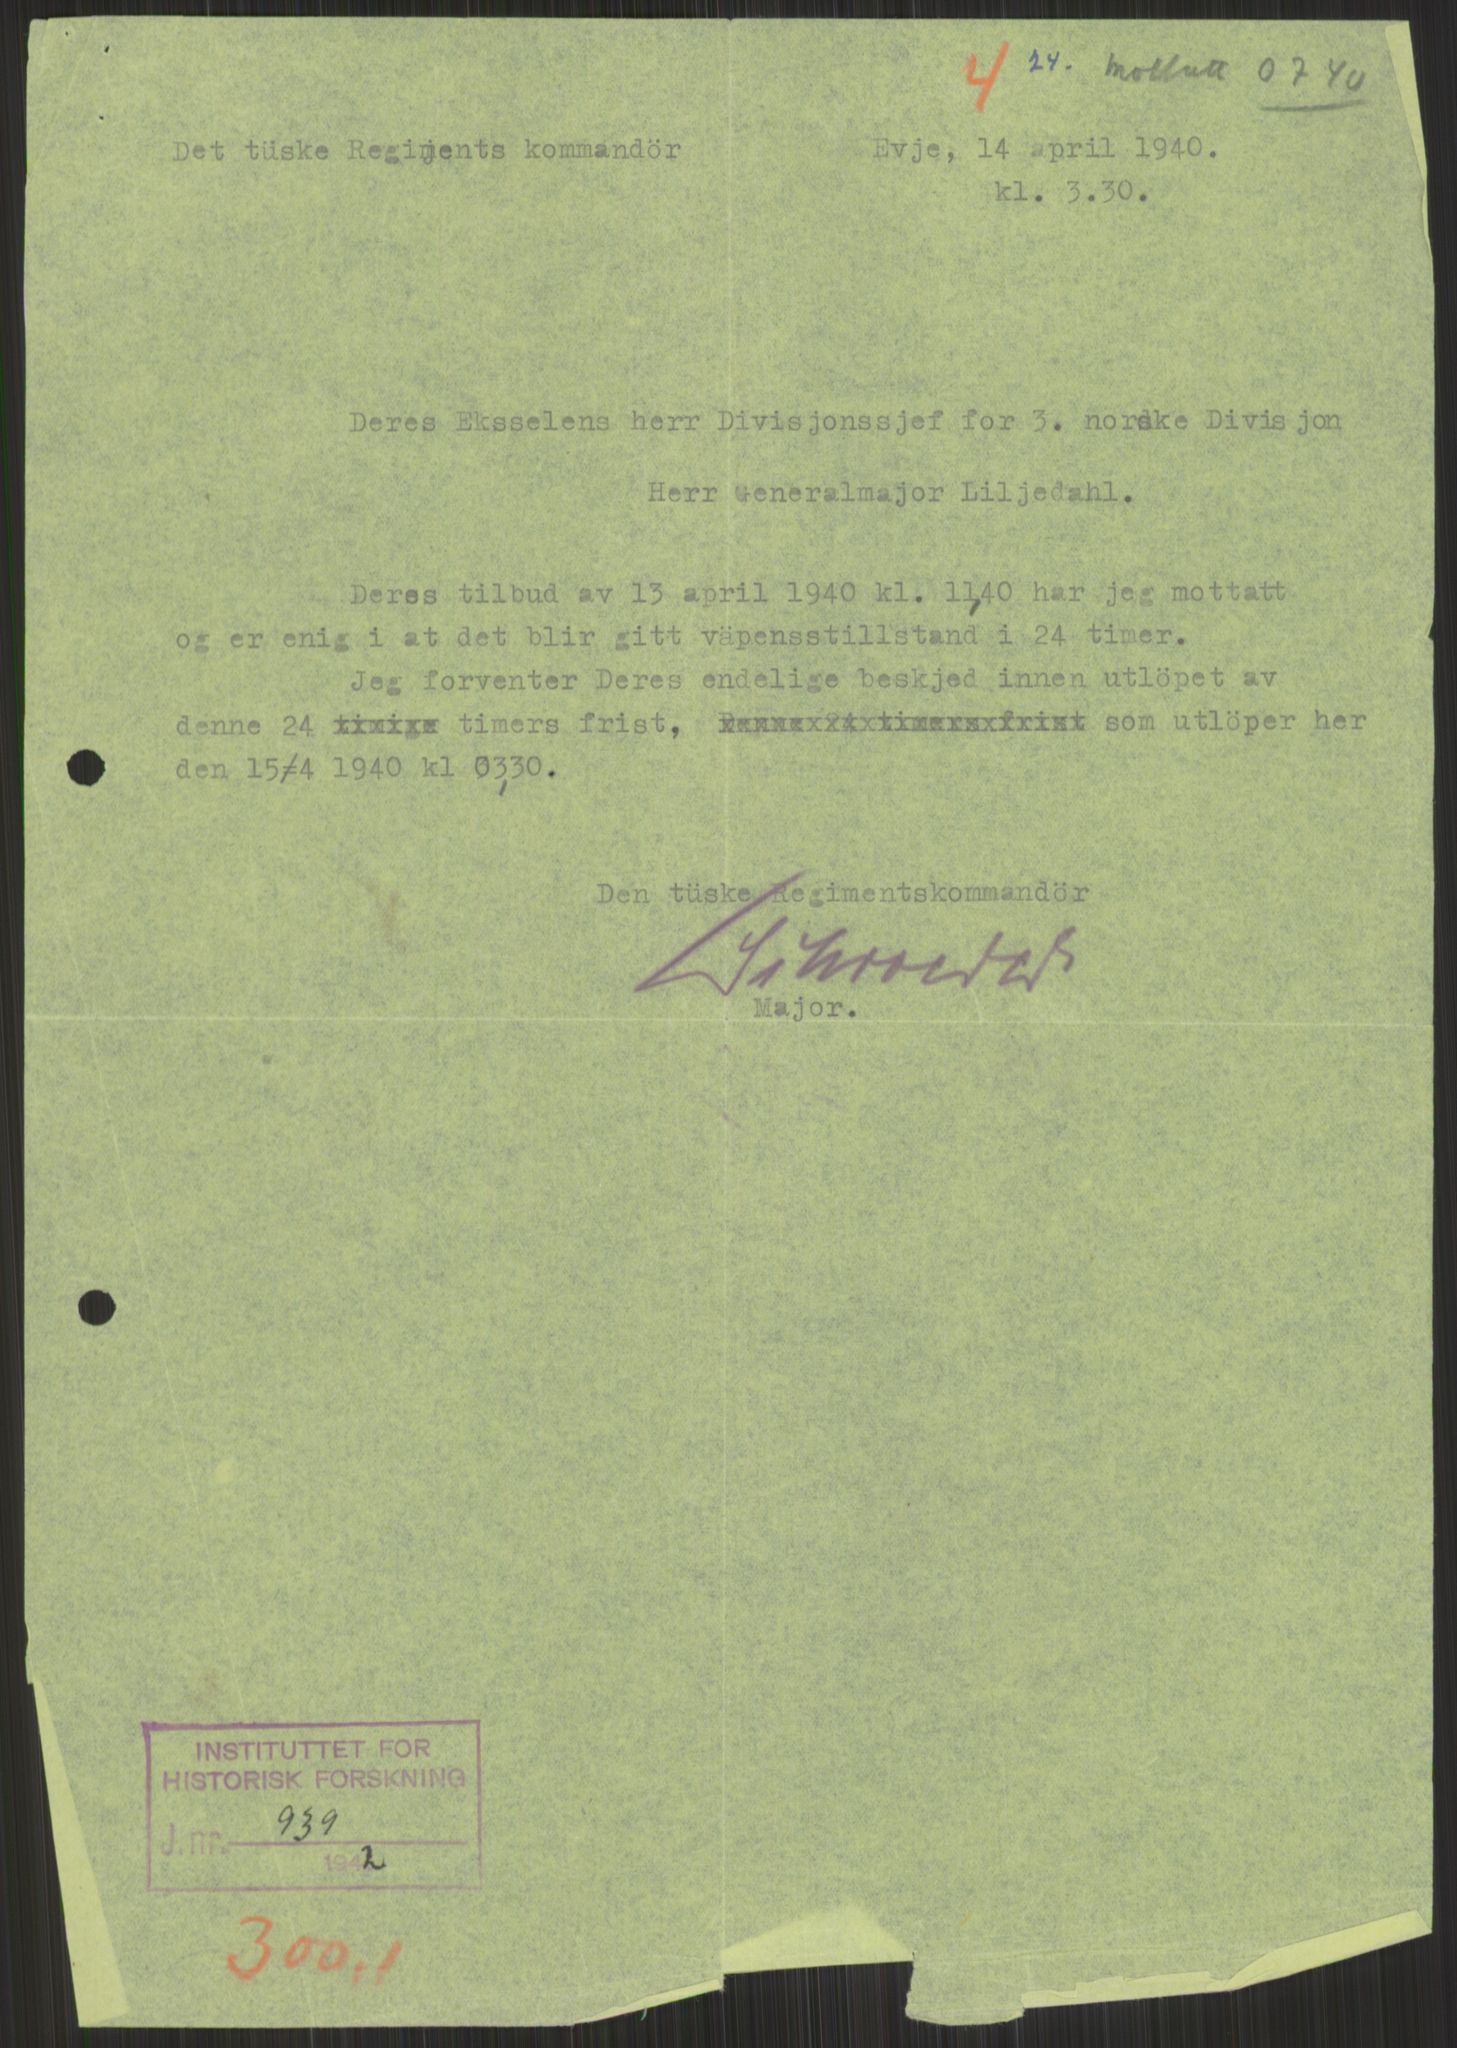 4 24. Mottatt 0740
Det tüske Regiments kommandör Evje, 14 april 1940.
kl. 3.30.
Deres Eksselens herr Divisjonssjef for 3. norske Divisjon
Herr Generalmajor Liljedahl.
Deres tilbud av 13 april 1940 kl. 11,40 har jeg mottatt
og er enig i at det blir gitt väpensstillstand i 24 timer.
Jeg forventer Deres endelige beskjed innen utlöpet av
denne 24 timers frist, som utlöper her
den 15/4 1940 kl 03,30.
Den tüske Regimentskommandör
Schroeder
Major.
INSTITUTTET FOR
HISTORISK FORSKNING
J. nr. 939
1942
300.